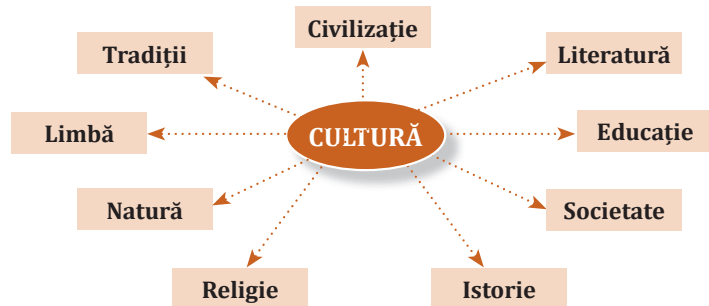 Civilizație
Tradiții
Literatură
Limbă
CULTURĂ
Educație
Natură
Societate
Religie
Istorie